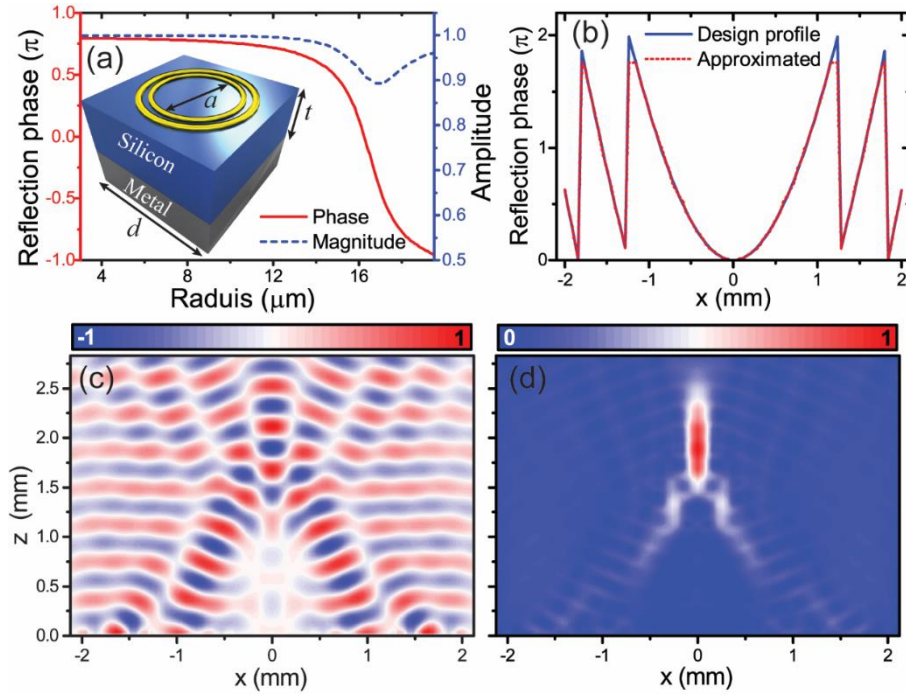 (a)
Reflection phase (π)
1.0
0.5
0.0
-0.5
-1.0
a
t
Silicon
Metal
d
Phase
Magnitude
1.0
0.9
0.8
0.7
0.6
0.5
Amplitude
4
8
12
16
Raduis (μm)
(b)
Reflection phase (π)
2
1
0
Design profile
Approximated
-2
-1
0
1
2
x (mm)
-1
1
(c)
z (mm)
2.5
2.0
1.5
1.0
0.5
0.0
-2
-1
0
1
2
x (mm)
0
1
(d)
-2
-1
0
1
2
x (mm)